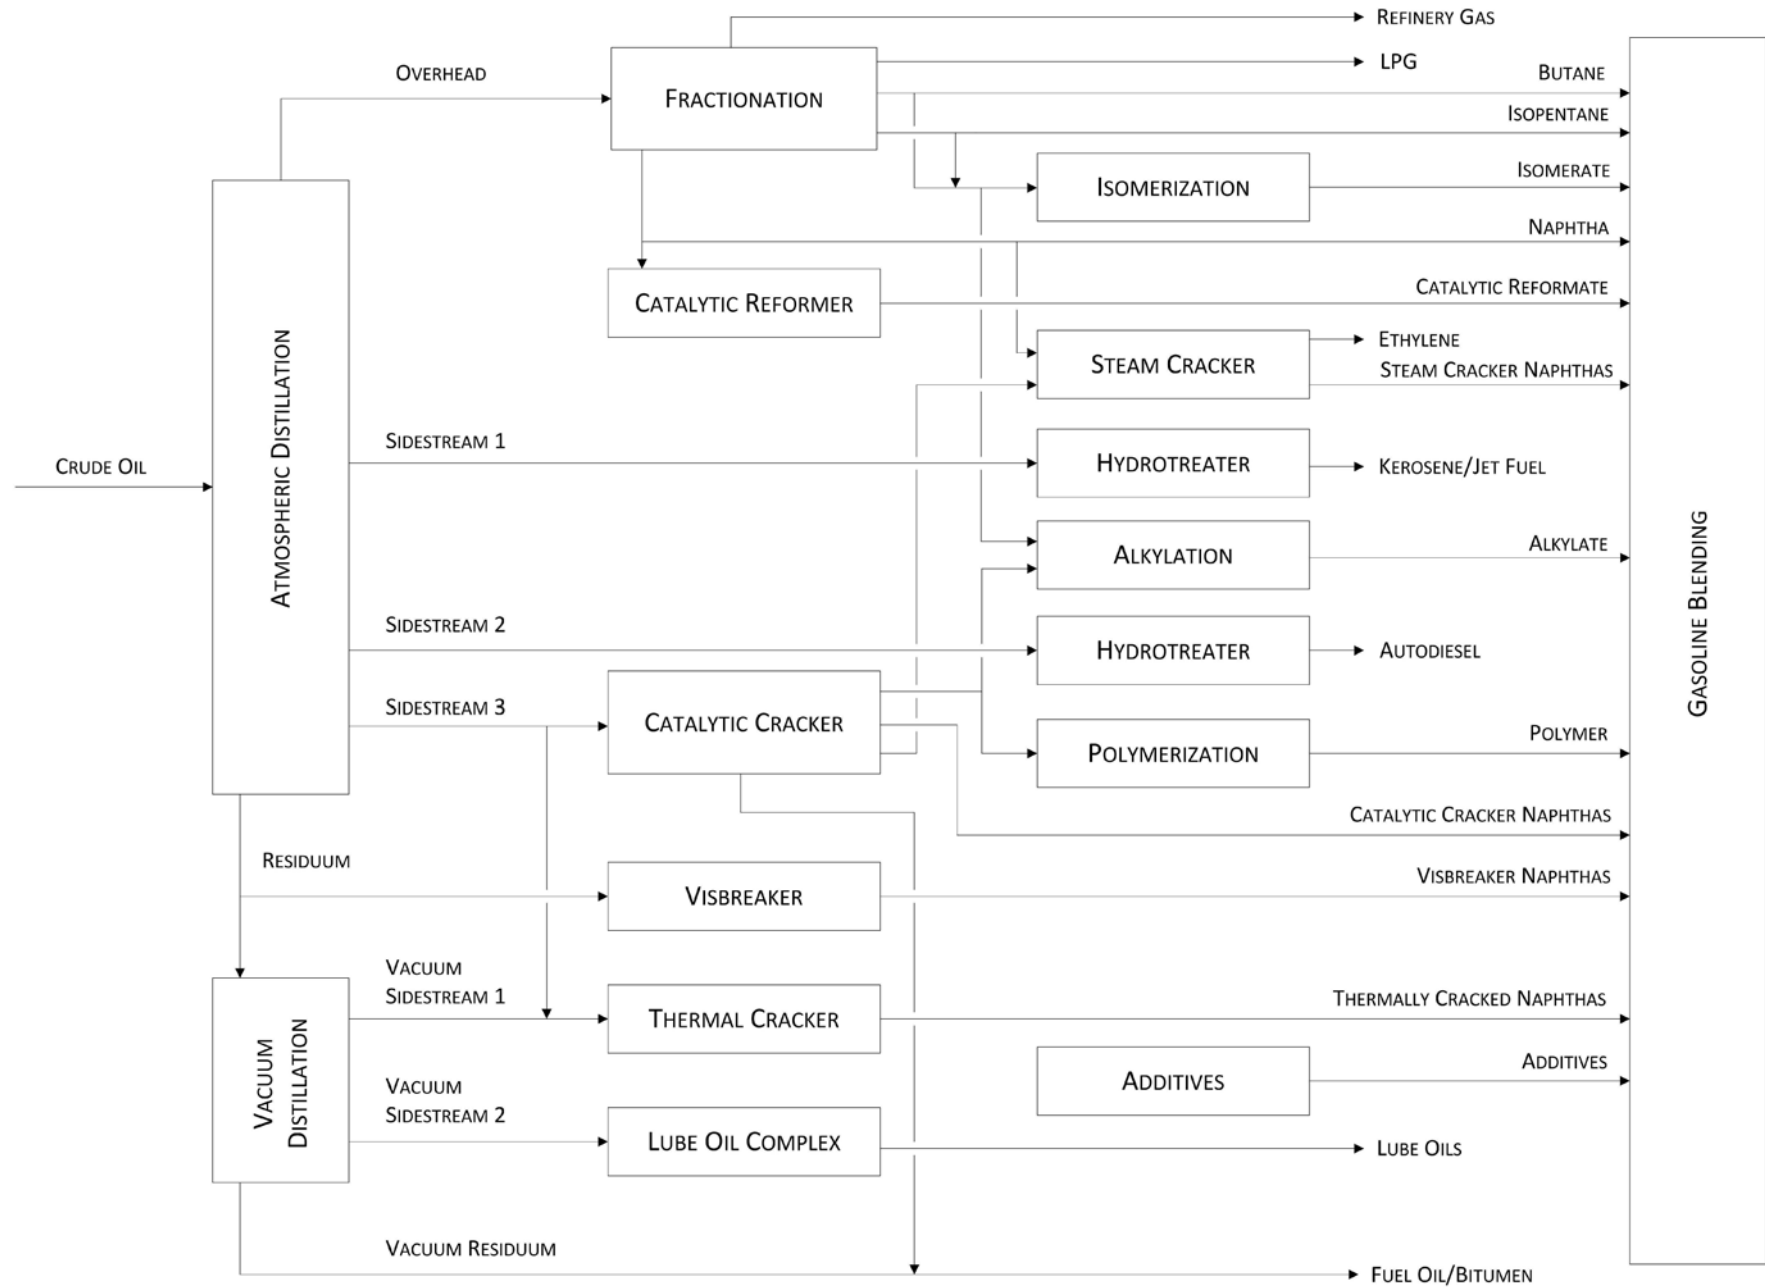 REFINERY GAS
LPG
OVERHEAD
BUTANE
FRACTIONATION
ISOPENTANE
ISOMERIZATION
ISOMERATE
NAPHTHA
CATALYTIC REFORMER
CATALYTIC REFORMATE
ETHYLENE
STEAM CRACKER
STEAM CRACKER NAPHTHAS
ATMOSPHERIC DISTILLATION
SIDESTREAM 1
CRUDE OIL
HYDROTREATER
KEROSENE/JET FUEL
ALKYLATION
ALKYLATE
GASOLINE BLENDING
SIDESTREAM 2
HYDROTREATER
AUTODIESEL
SIDESTREAM 3
CATALYTIC CRACKER
POLYMERIZATION
POLYMER
CATALYTIC CRACKER NAPHTHAS
RESIDUUM
VISBREAKER
VISBREAKER NAPHTHAS
VACUUM
SIDESTREAM 1
THERMAL CRACKER
THERMALLY CRACKED NAPHTHAS
VACUUM
DISTILLATION
ADDITIVES
ADDITIVES
VACUUM
SIDESTREAM 2
LUBE OIL COMPLEX
LUBE OILS
VACUUM RESIDUUM
FUEL OIL/BITUMEN